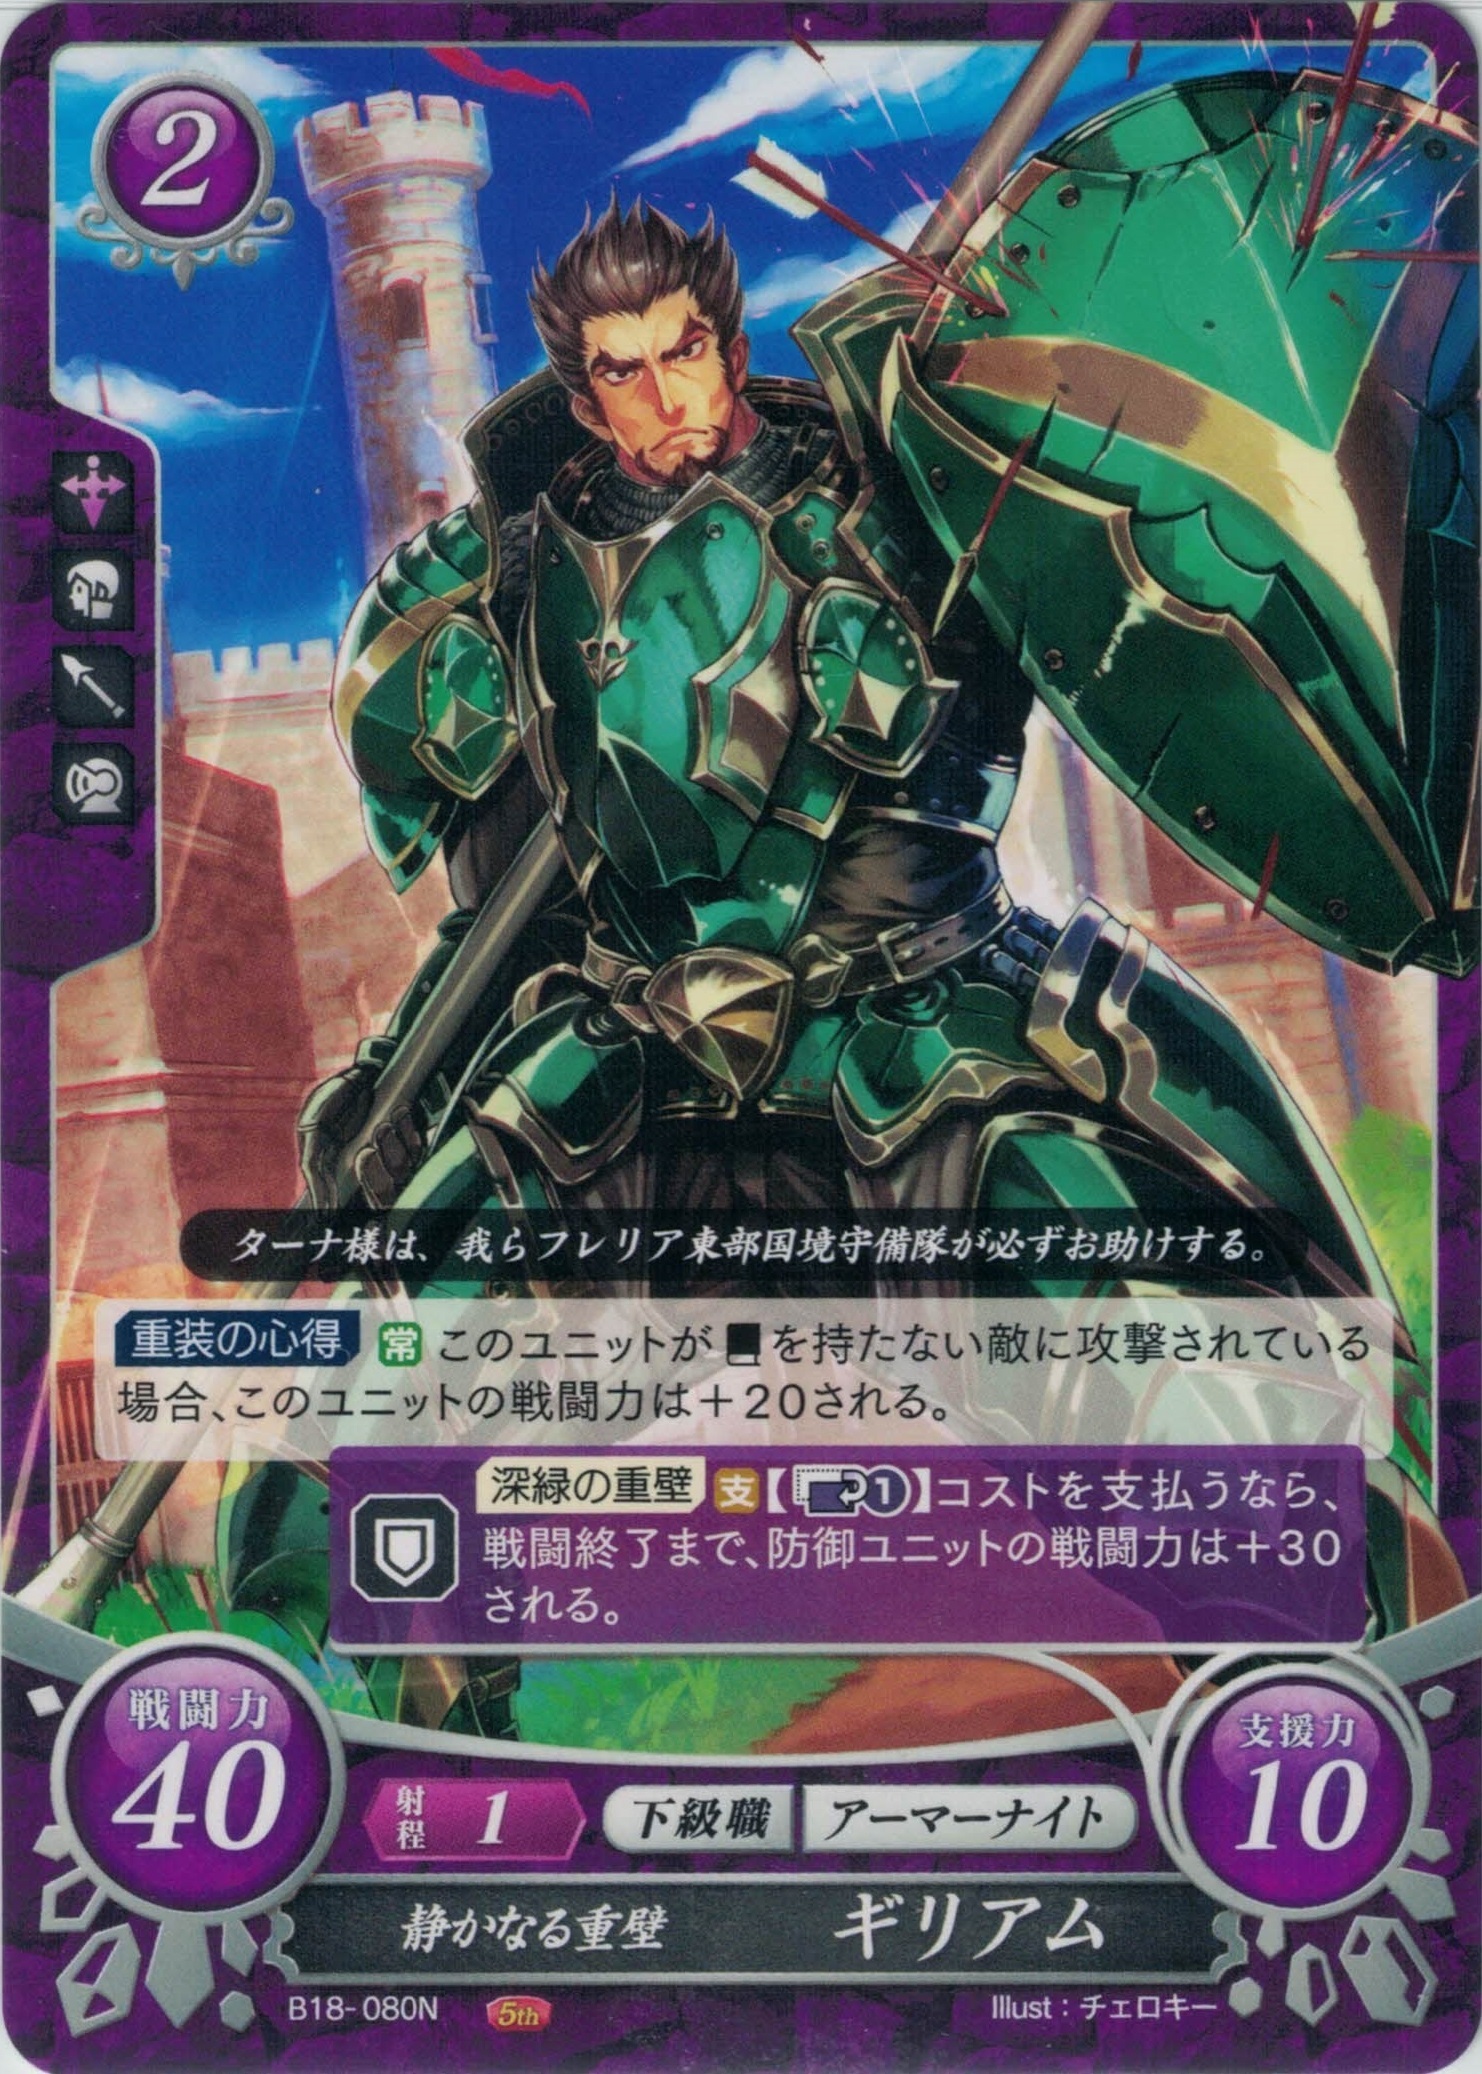 2
ターナ様は、我らフレリア東部国境守備隊が必ずお助けする。
重装の心得 常 このユニットが を持たない敵に攻撃されている
場合、このユニットの戦闘力は+20される。
深緑の重壁 支 【 1 】コストを支払うなら、
戦闘終了まで、防御ユニットの戦闘力は+30
される。
戦闘力
40
射程 1
下級職 アーマーナイト
支援力
10
静かなる重壁 ギリアム
B18-080N 5th Illust:チェロキー